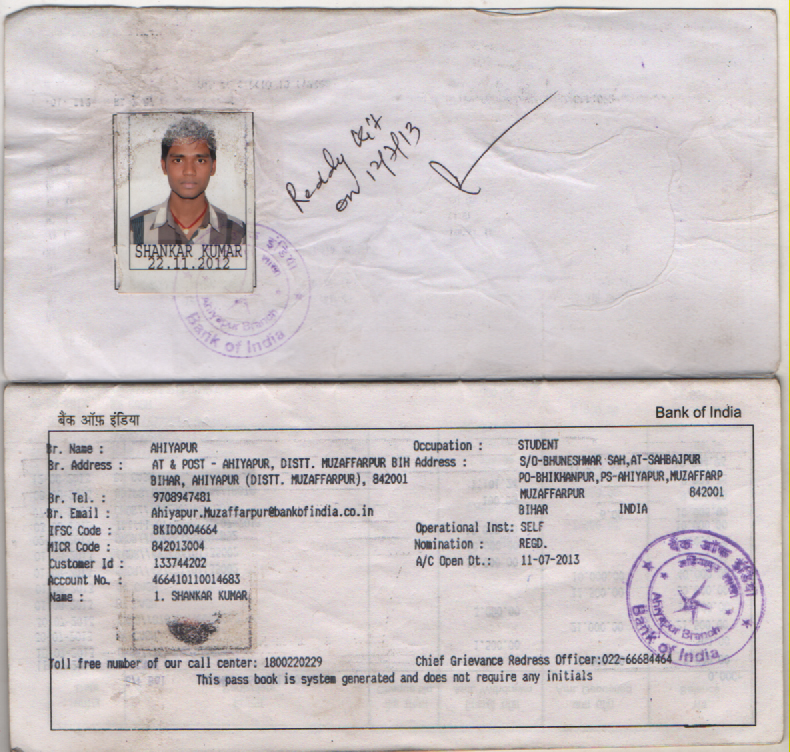 Reddy Kit
on 12/7/13
SHANKAR KUMAR
22.11.2012
Ahiyapur Branch
Bank of India
बैंक ऑफ़ इंडिया
Bank of India
Br. Name : AHIYAPUR
Occupation : STUDENT
Br. Address : AT & POST - AHIYAPUR, DISTT. MUZAFFARPUR BIH
Address : S/O-BHUNESHWAR SAH,AT-SAHBAJPUR
BIHAR, AHIYAPUR (DISTT. MUZAFFARPUR), 842001
PO-BHIKHANPUR,PS-AHIYAPUR,MUZAFFARP
Br. Tel. : 9708947481
MUZAFFARPUR 842001
Br. Email : Ahiyapur.Muzaffarpur@bankofindia.co.in
BIHAR INDIA
IFSC Code : BKID0004664
Operational Inst: SELF
MICR Code : 842013004
Nomination : REGD.
Customer Id : 133744202
A/C Open Dt.: 11-07-2013
Account No. : 466410110014683
Name : 1. SHANKAR KUMAR
बैंक ऑफ इंडिया
अहियापुर शाखा
Ahiyapur Branch
Bank of India
Toll free number of our call center: 1800220229
Chief Grievance Redress Officer:022-66684464
This pass book is system generated and does not require any initials